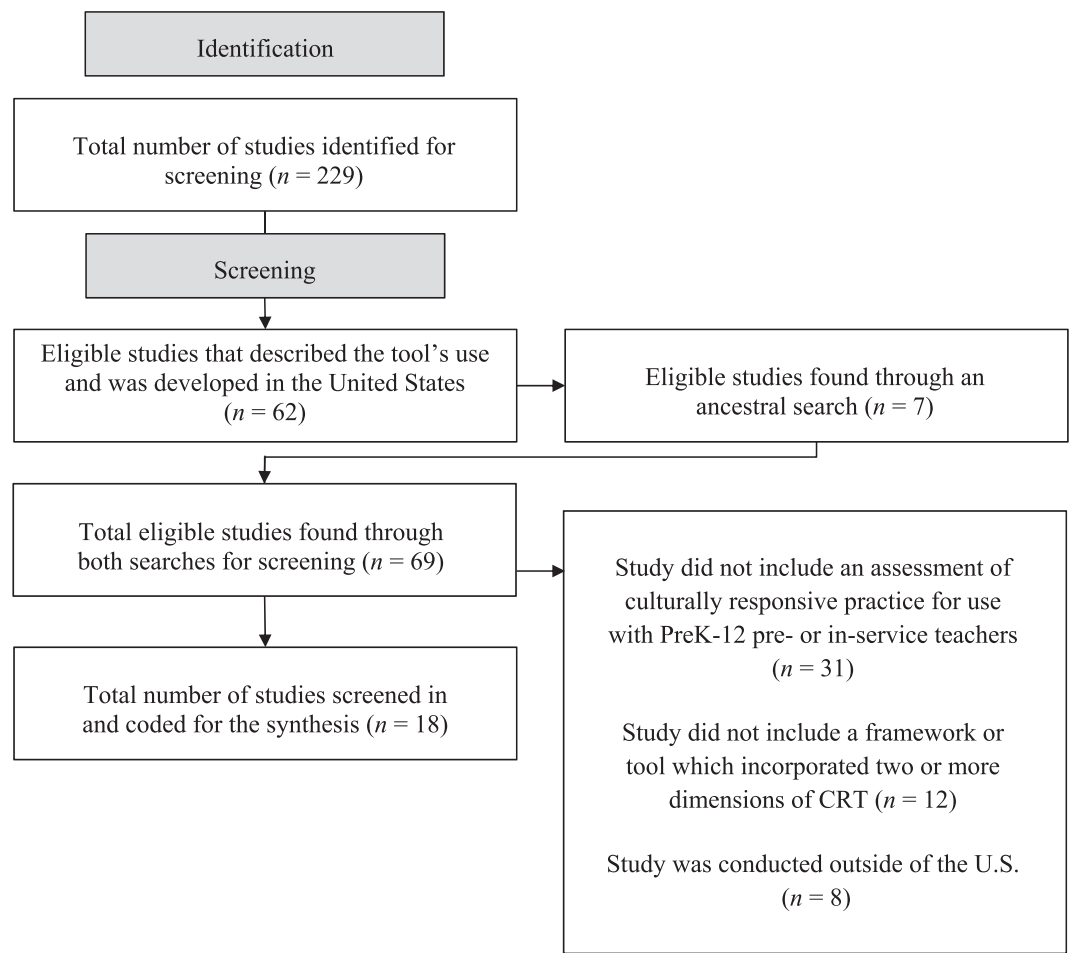 Identification
Total number of studies identified for
screening (n = 229)
Screening
Eligible studies that described the tool's use
and was developed in the United States
(n = 62)
Eligible studies found through an
ancestral search (n = 7)
Total eligible studies found through
both searches for screening (n = 69)
Study did not include an assessment of
culturally responsive practice for use
with PreK-12 pre- or in-service teachers
(n = 31)
Study did not include a framework or
tool which incorporated two or more
dimensions of CRT (n = 12)
Study was conducted outside of the U.S.
(n = 8)
Total number of studies screened in
and coded for the synthesis (n = 18)